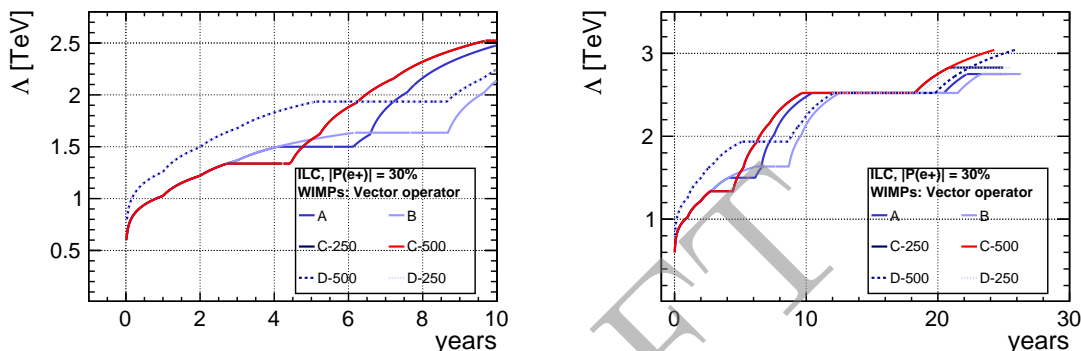 Λ [TeV]
2.5
2
1.5
1
0.5
0 2 4 6 8 10
years
ILC, |P(e+)| = 30%
WIMPs: Vector operator
A B
C-250 C-500
D-500 D-250
Λ [TeV]
3
2
1
0 10 20 30
years
ILC, |P(e+)| = 30%
WIMPs: Vector operator
A B
C-250 C-500
D-500 D-250
FT